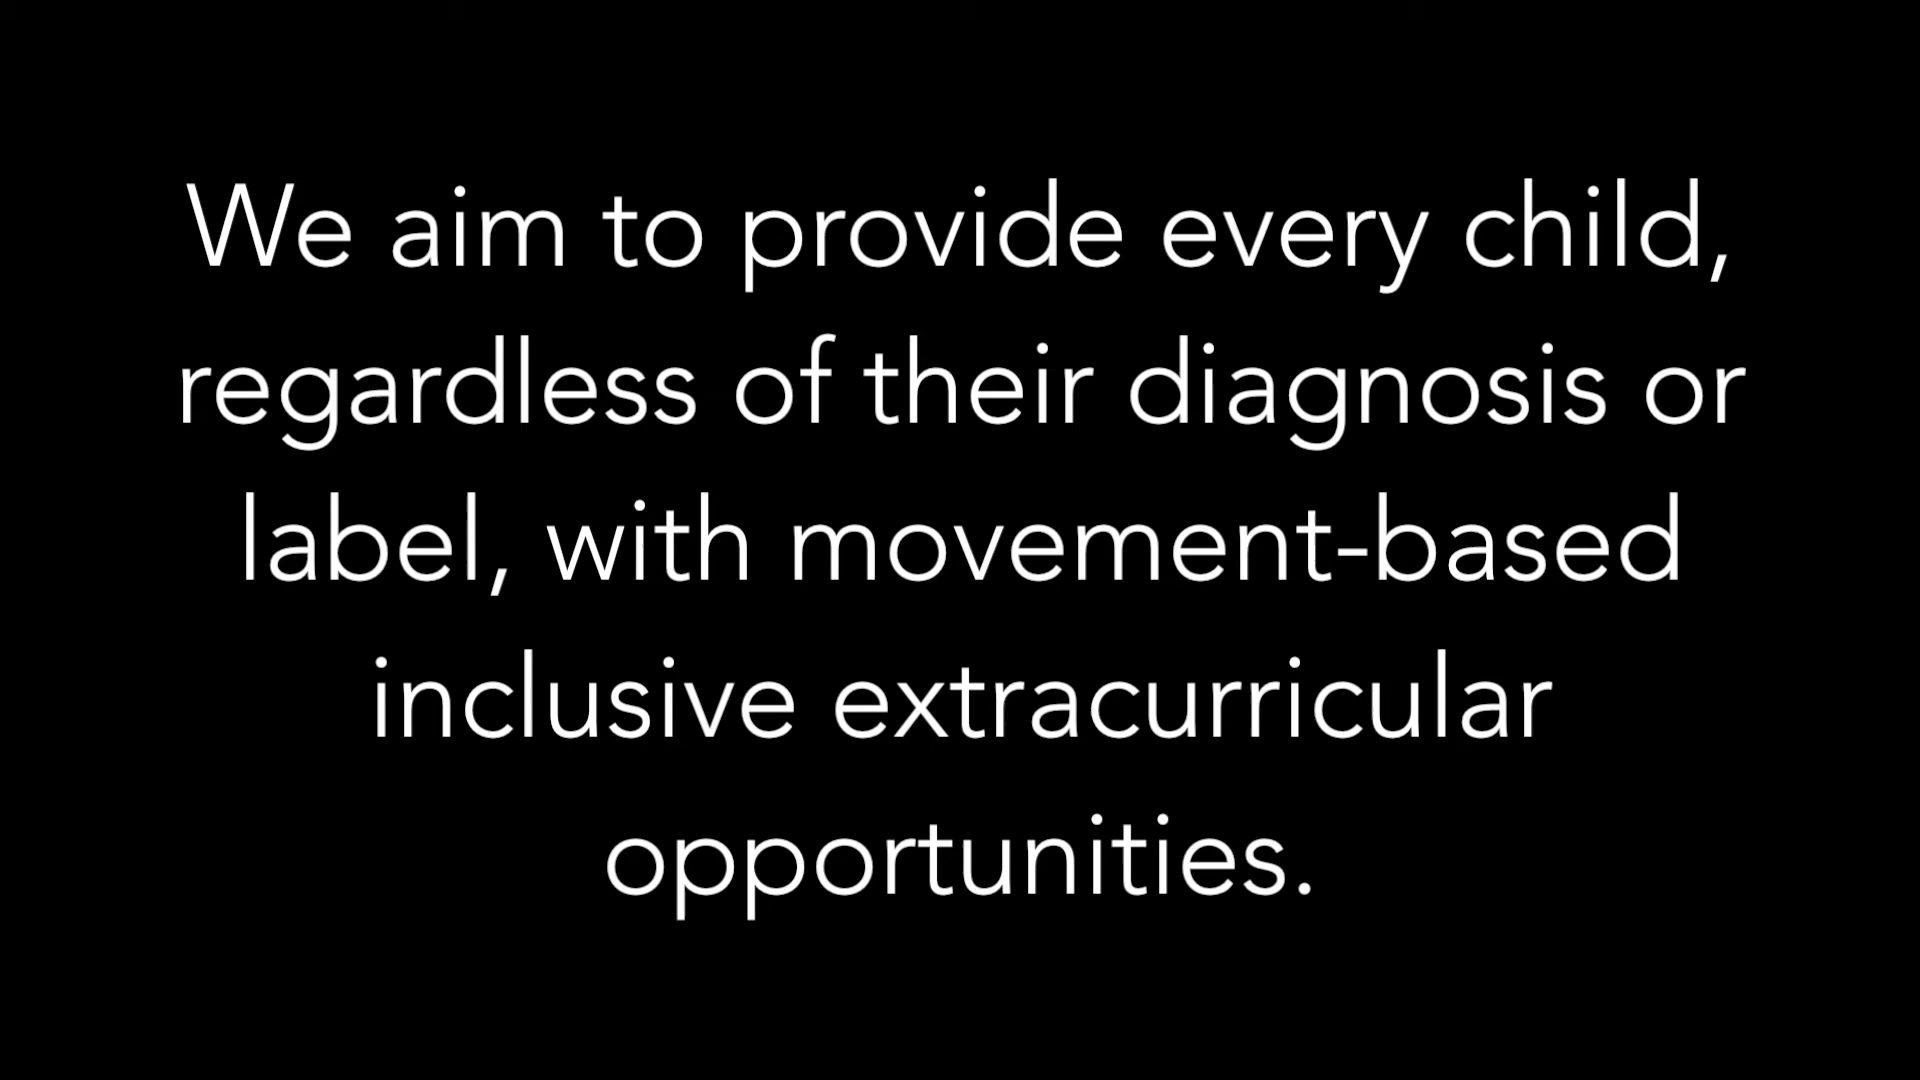 We aim to provide every child,
regardless of their diagnosis or
label, with movement-based
inclusive extracurricular
opportunities.